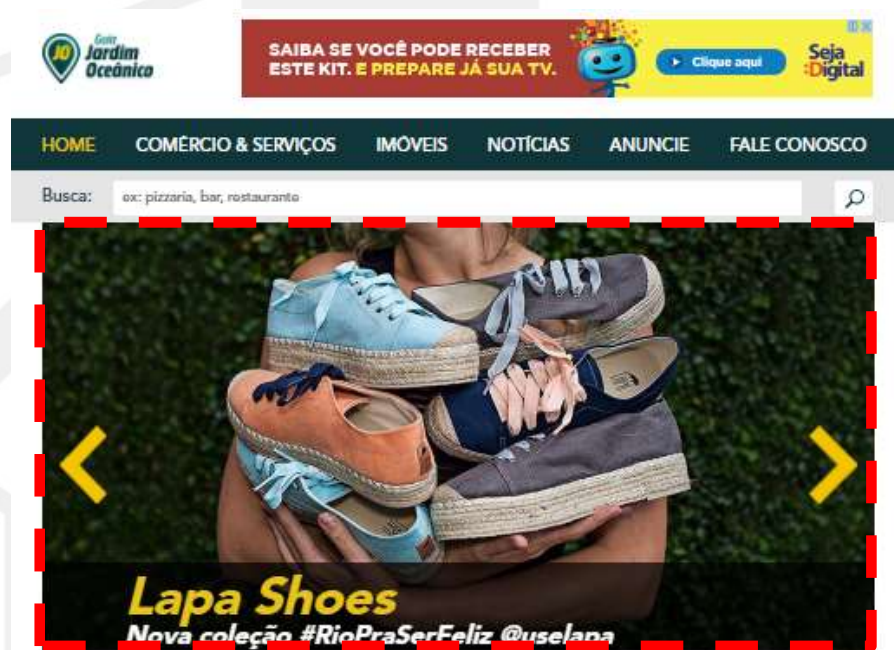 JO
Guia
Jardim
Oceânico
SAIBA SE VOCÊ PODE RECEBER
ESTE KIT. E PREPARE JÁ SUA TV.
Clique aqui
Seja
:Digital
HOME COMÉRCIO & SERVIÇOS IMÓVEIS NOTÍCIAS ANUNCIE FALE CONOSCO
Busca: ex: pizzaria, bar, restaurante
Lapa Shoes
Nova coleção #RioPraSerFeliz @uselapa